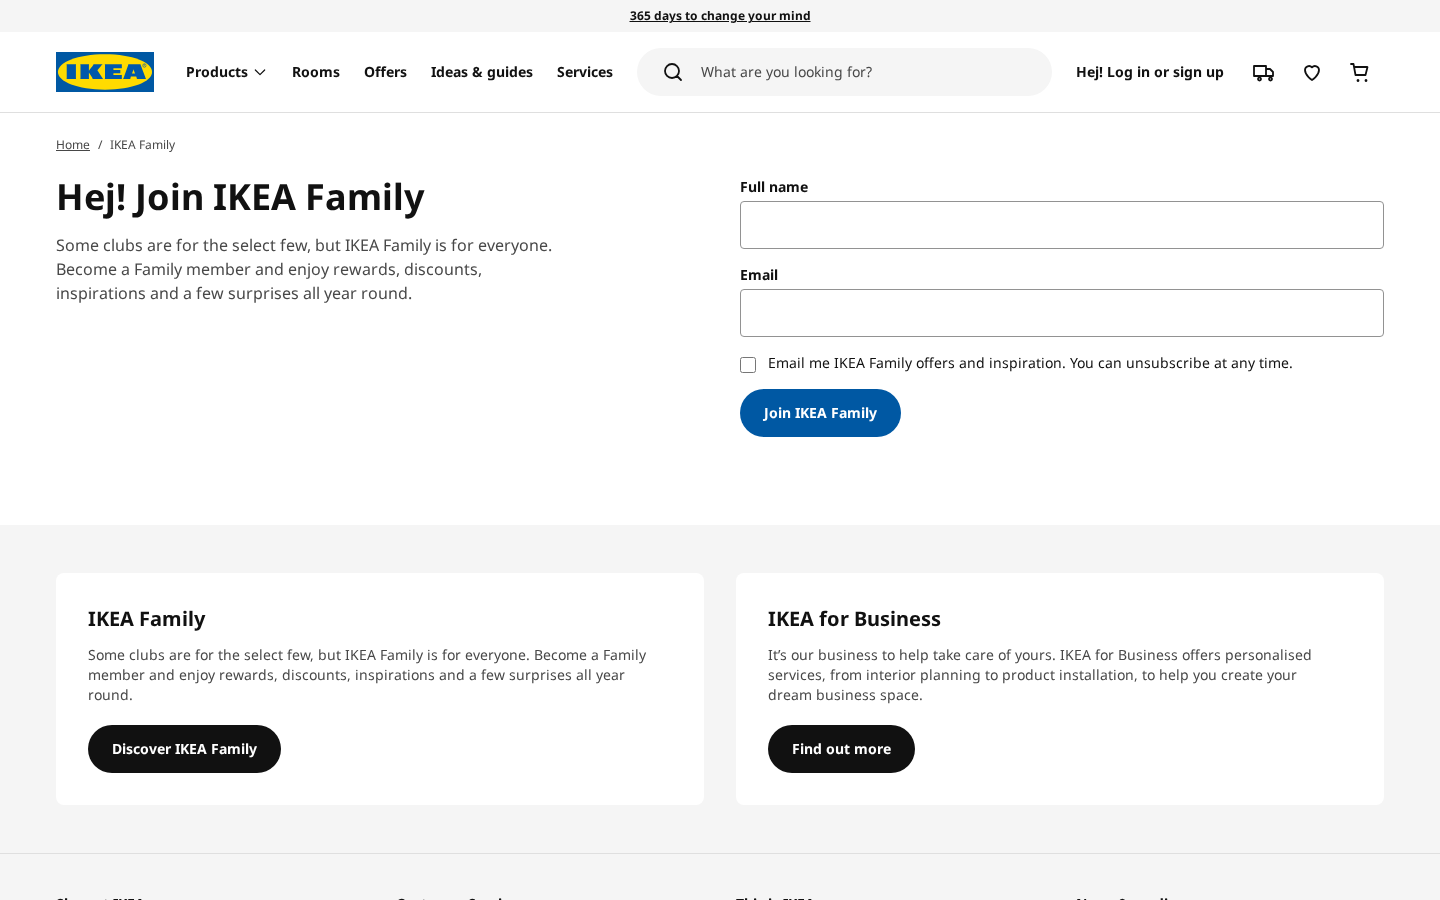 365 days to change your mind
IKEA
Products
Rooms
Offers
Ideas & guides
Services
What are you looking for?
Hej! Log in or sign up
Home / IKEA Family
Hej! Join IKEA Family
Some clubs are for the select few, but IKEA Family is for everyone.
Become a Family member and enjoy rewards, discounts,
inspirations and a few surprises all year round.
Full name
Email
Email me IKEA Family offers and inspiration. You can unsubscribe at any time.
Join IKEA Family
IKEA Family
Some clubs are for the select few, but IKEA Family is for everyone. Become a Family
member and enjoy rewards, discounts, inspirations and a few surprises all year
round.
Discover IKEA Family
IKEA for Business
It’s our business to help take care of yours. IKEA for Business offers personalised
services, from interior planning to product installation, to help you create your
dream business space.
Find out more